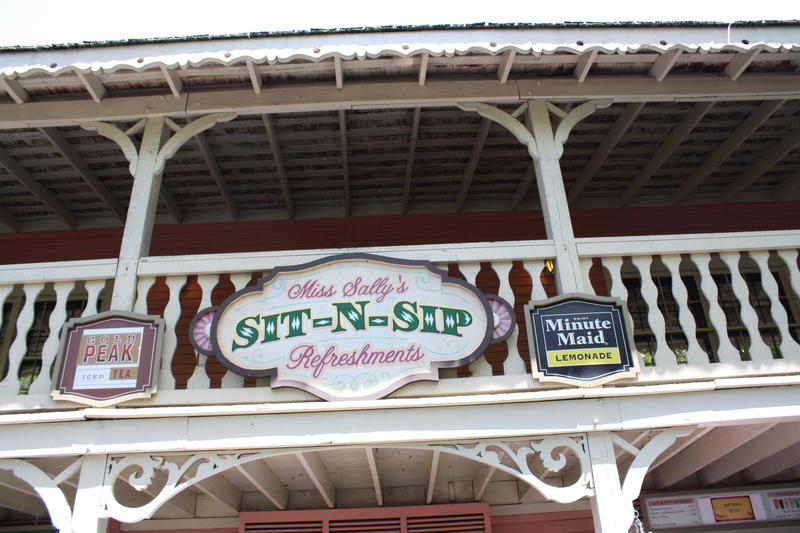 Miss Sally's
SIT-N-SIP
Refreshments
GOLD
PEAK
ICED TEA
ENJOY
Minute
Maid
LEMONADE